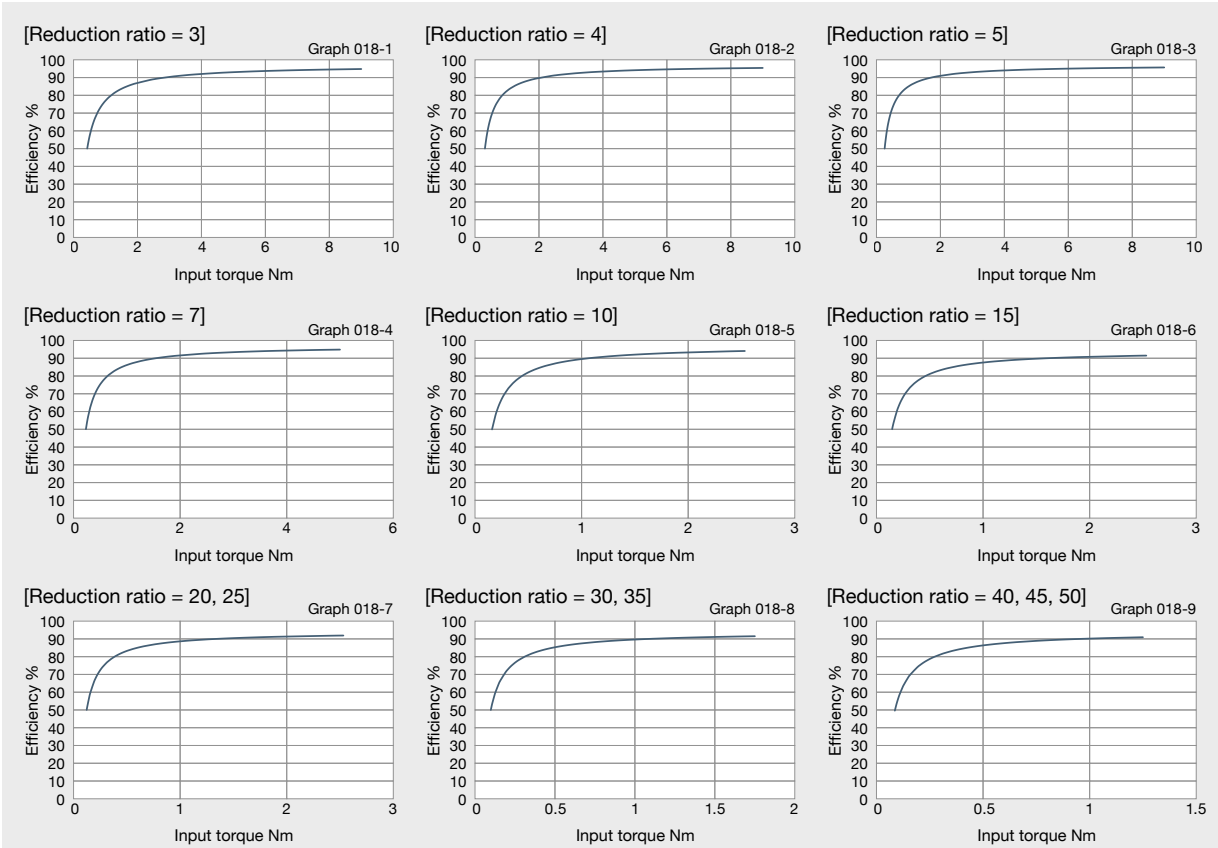 [Reduction ratio = 3]
Graph 018-1
100
90
80
70
60
50
40
30
20
10
0
Efficiency %
0 2 4 6 8 10
Input torque Nm
[Reduction ratio = 4]
Graph 018-2
100
90
80
70
60
50
40
30
20
10
0
Efficiency %
0 2 4 6 8 10
Input torque Nm
[Reduction ratio = 5]
Graph 018-3
100
90
80
70
60
50
40
30
20
10
0
Efficiency %
0 2 4 6 8 10
Input torque Nm
[Reduction ratio = 7]
Graph 018-4
100
90
80
70
60
50
40
30
20
10
0
Efficiency %
0 2 4 6
Input torque Nm
[Reduction ratio = 10]
Graph 018-5
100
90
80
70
60
50
40
30
20
10
0
Efficiency %
0 1 2 3
Input torque Nm
[Reduction ratio = 15]
Graph 018-6
100
90
80
70
60
50
40
30
20
10
0
Efficiency %
0 1 2 3
Input torque Nm
[Reduction ratio = 20, 25]
Graph 018-7
100
90
80
70
60
50
40
30
20
10
0
Efficiency %
0 1 2 3
Input torque Nm
[Reduction ratio = 30, 35]
Graph 018-8
100
90
80
70
60
50
40
30
20
10
0
Efficiency %
0 0.5 1 1.5 2
Input torque Nm
[Reduction ratio = 40, 45, 50]
Graph 018-9
100
90
80
70
60
50
40
30
20
10
0
Efficiency %
0 0.5 1 1.5
Input torque Nm